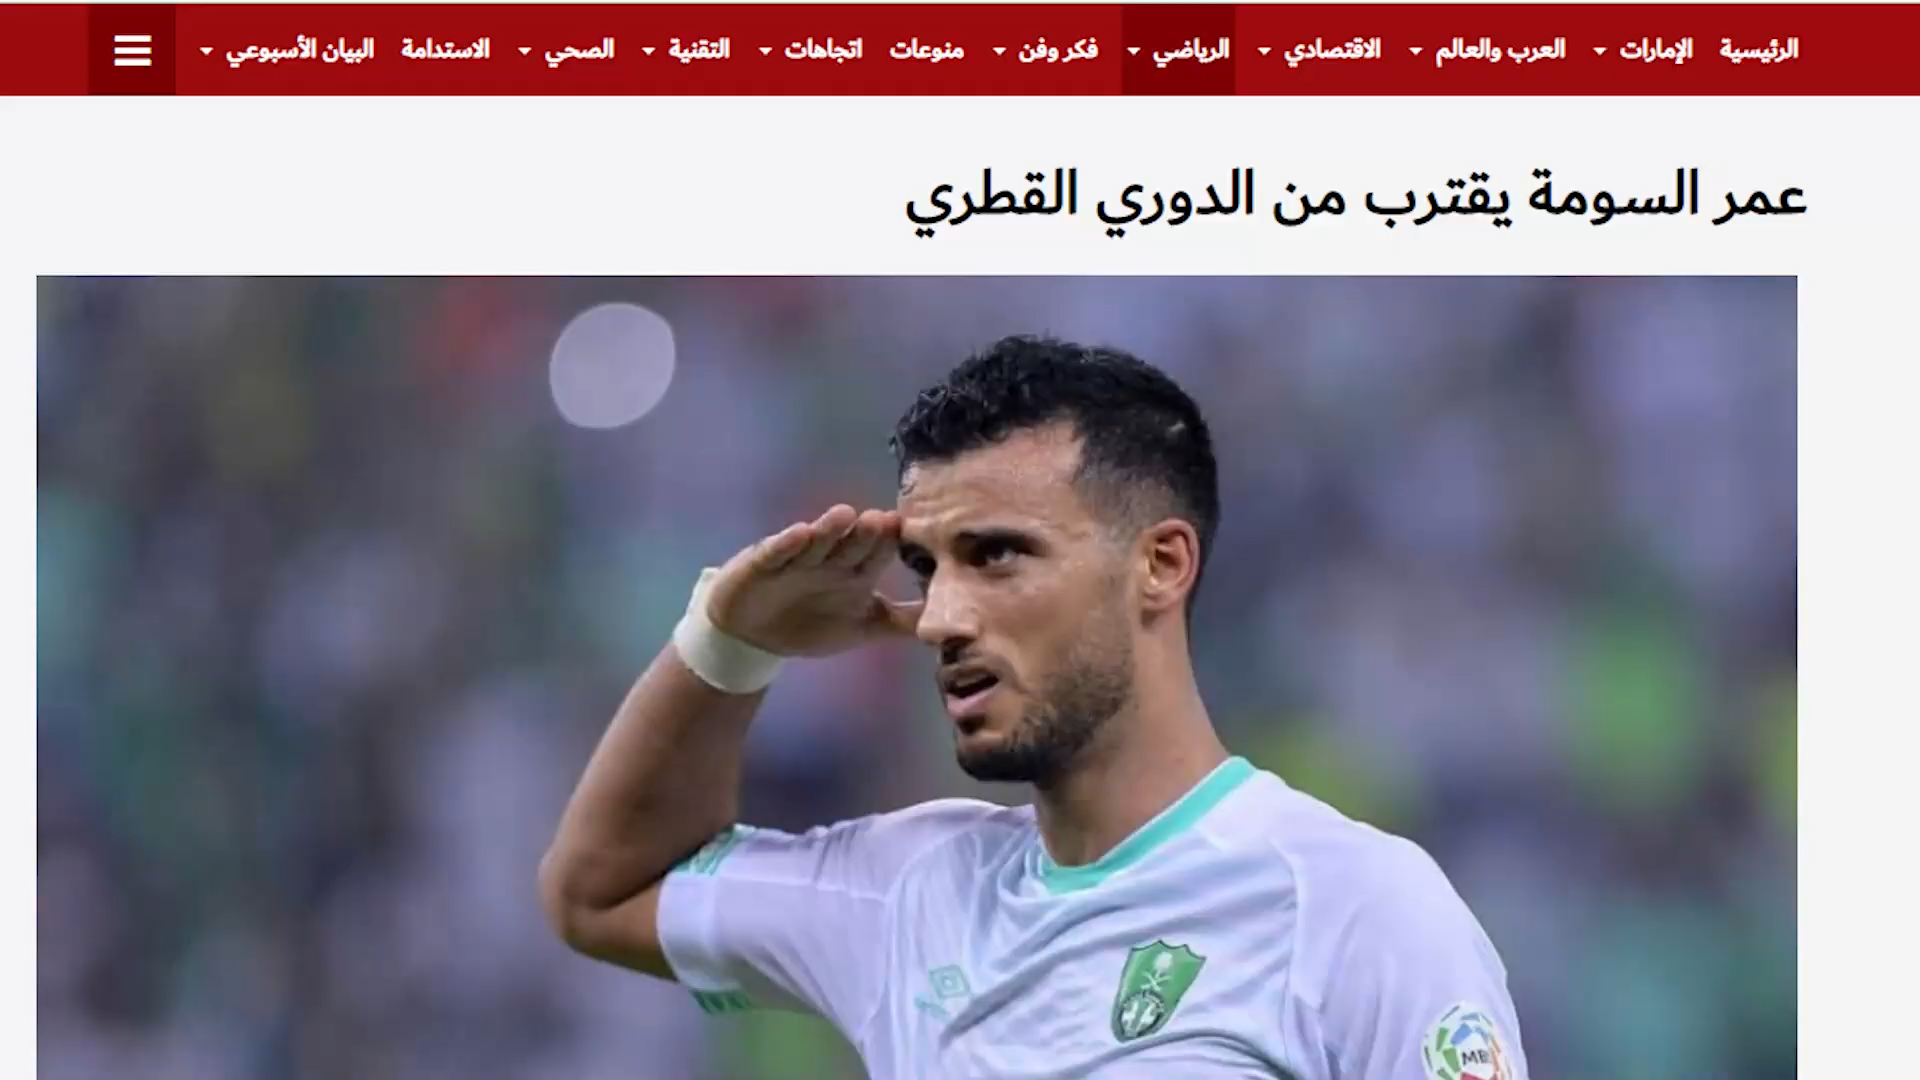 الرئيسية الإمارات العرب والعالم الاقتصادي الرياضي فكر وفن منوعات اتجاهات التقنية الصحي الاستدامة البيان الأسبوعي
عمر السومة يقترب من الدوري القطري
MB